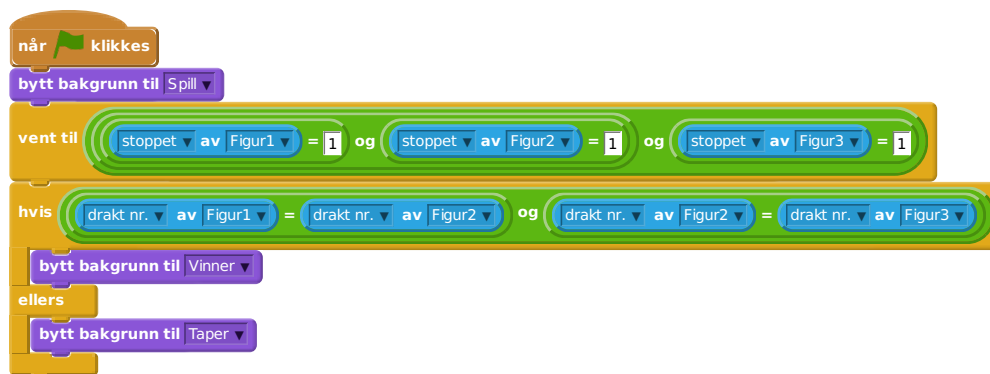 når klikkes
bytt bakgrunn til Spill
vent til stoppet av Figur1 = 1 og stoppet av Figur2 = 1 og stoppet av Figur3 = 1
hvis drakt nr. av Figur1 = drakt nr. av Figur2 og drakt nr. av Figur2 = drakt nr. av Figur3
bytt bakgrunn til Vinner
ellers
bytt bakgrunn til Taper